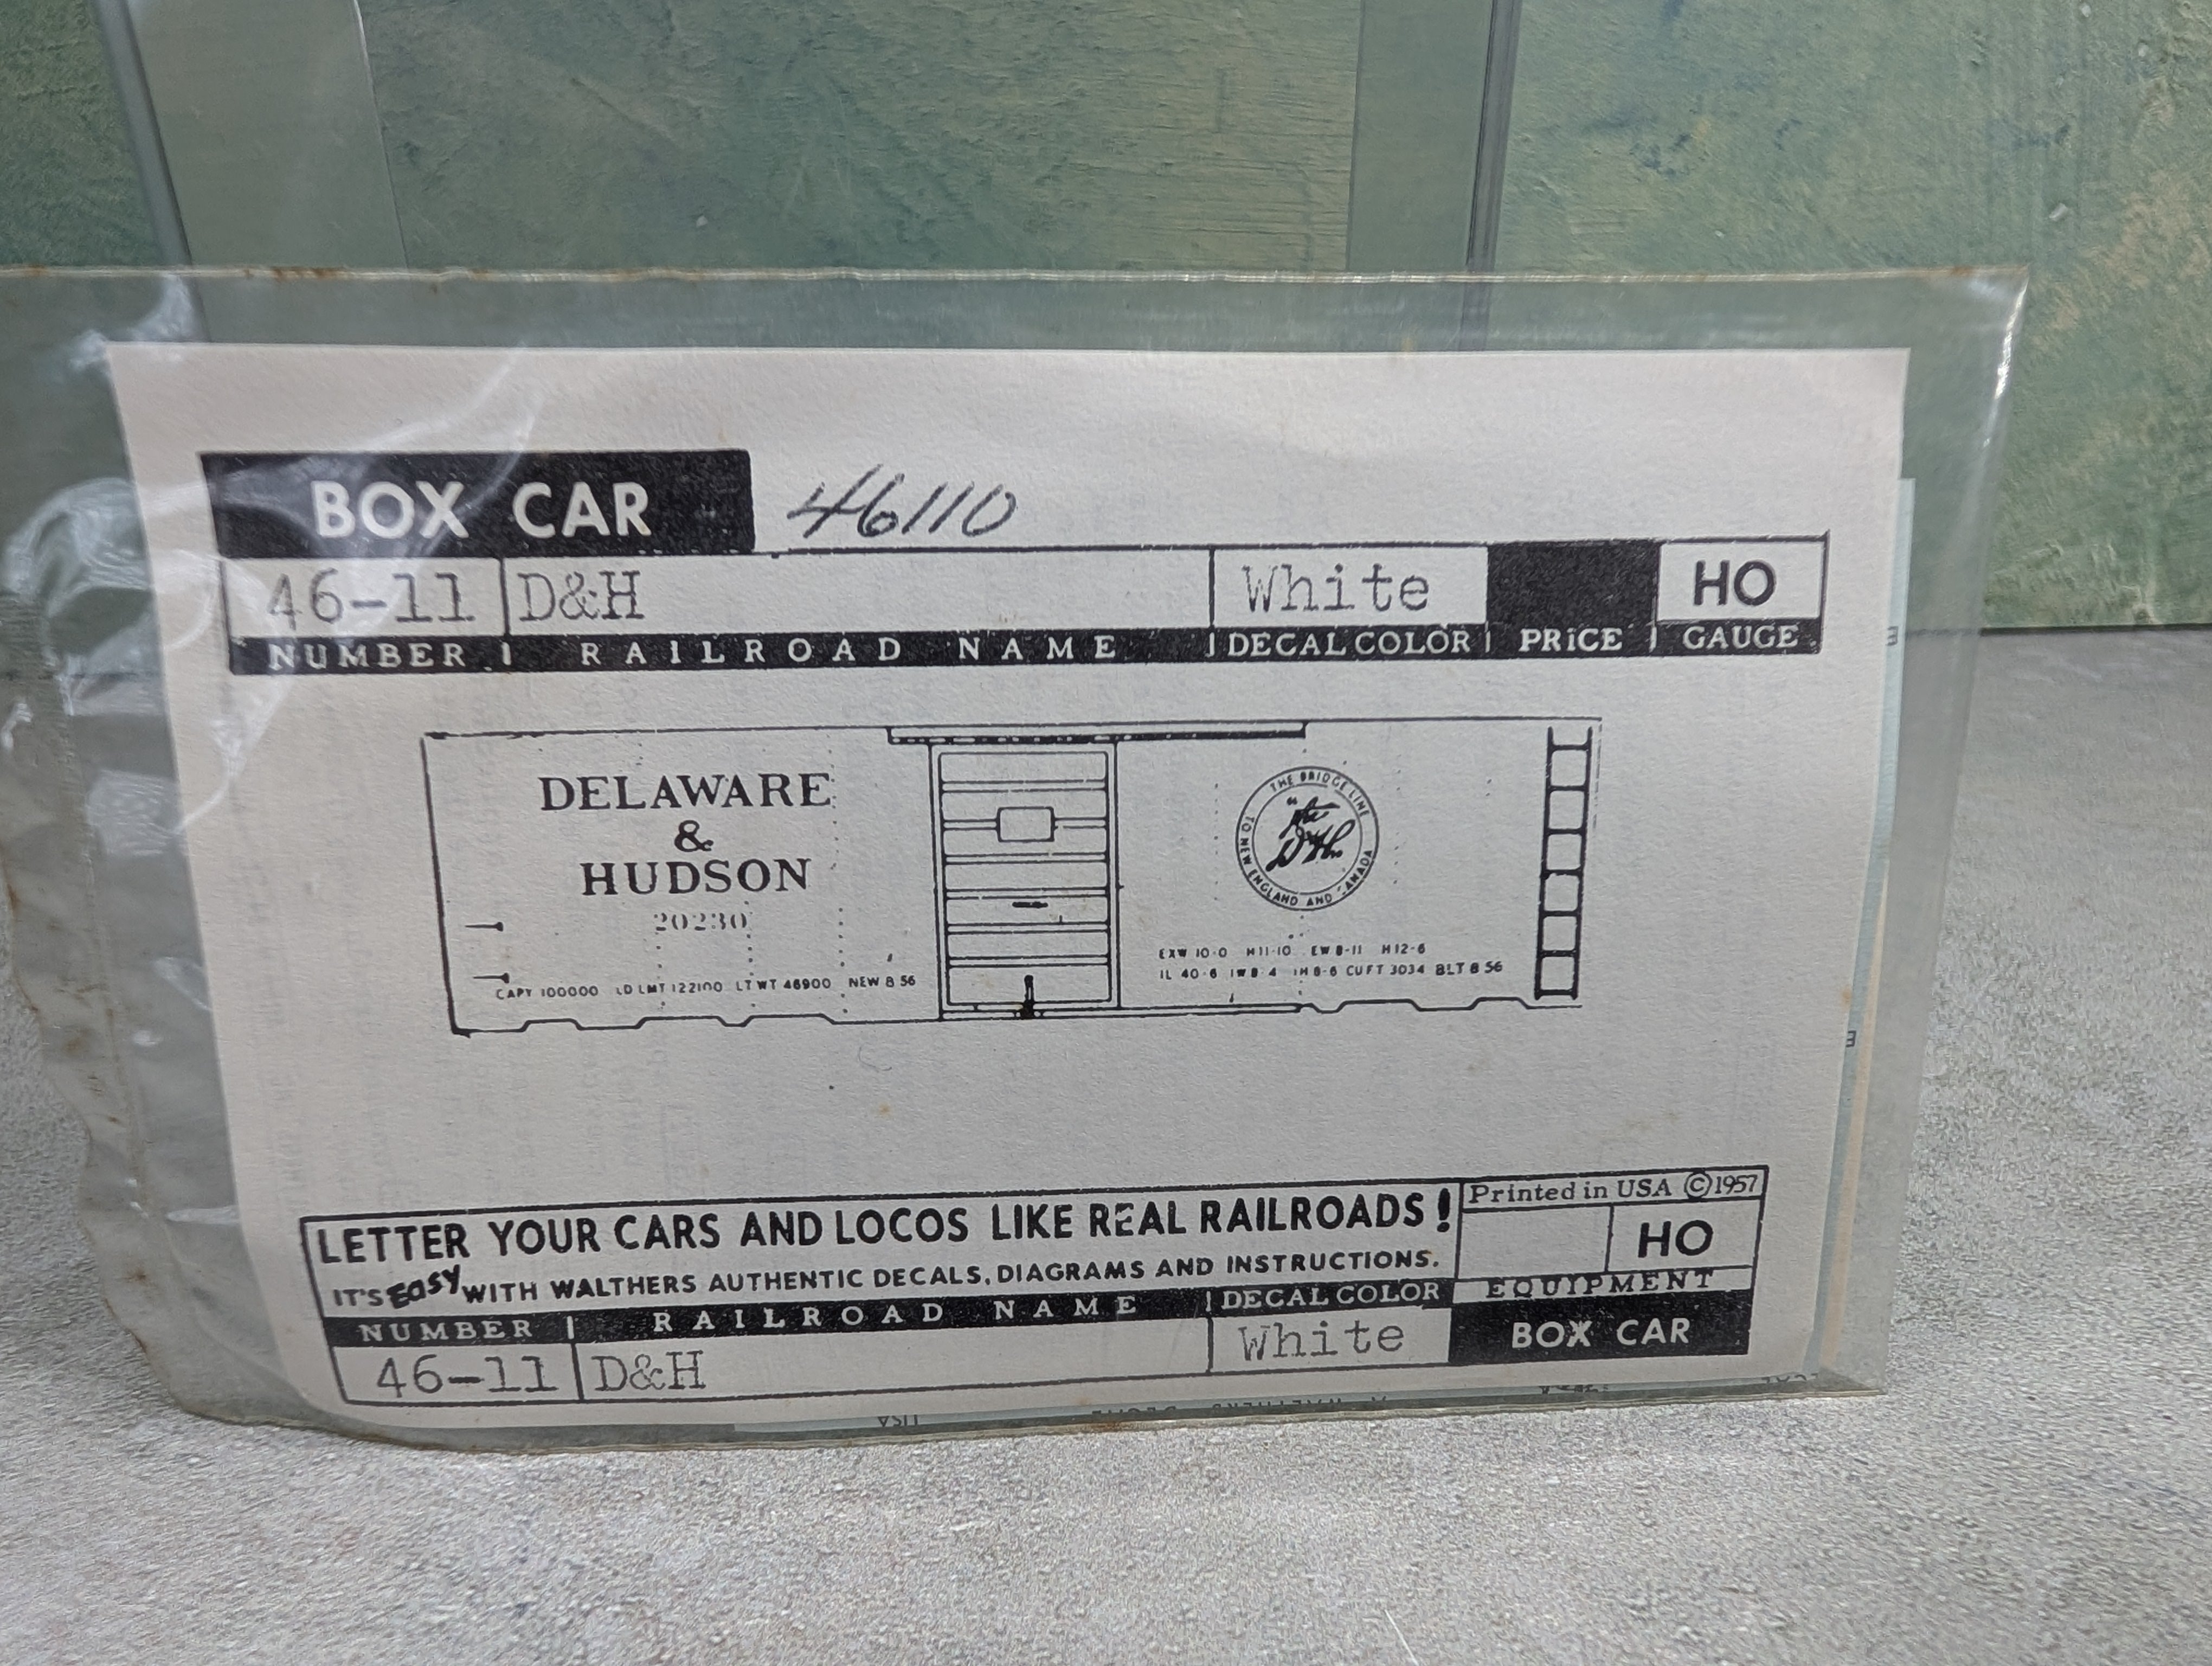 BOX CAR 46110
46-11 D&H White HO
NUMBER RAILROAD NAME DECAL COLOR PRICE GAUGE
DELAWARE
&
HUDSON
20230
CAPY 100000 LD LMT 122100 LT WT 46900 NEW 8 56
THE BRIDGE LINE
TO NEW ENGLAND AND CANADA
"the
D&H
EXW 10-0 H11-10 EW 8-11 H12-6
IL 40-6 IW 8-4 IH 8-6 CUFT 3034 BLT 8 56
LETTER YOUR CARS AND LOCOS LIKE REAL RAILROADS!
IT'S EASY WITH WALTHERS AUTHENTIC DECALS, DIAGRAMS AND INSTRUCTIONS.
Printed in USA ©1957
HO
EQUIPMENT
NUMBER RAILROAD NAME DECAL COLOR
46-11 D&H White BOX CAR
USA